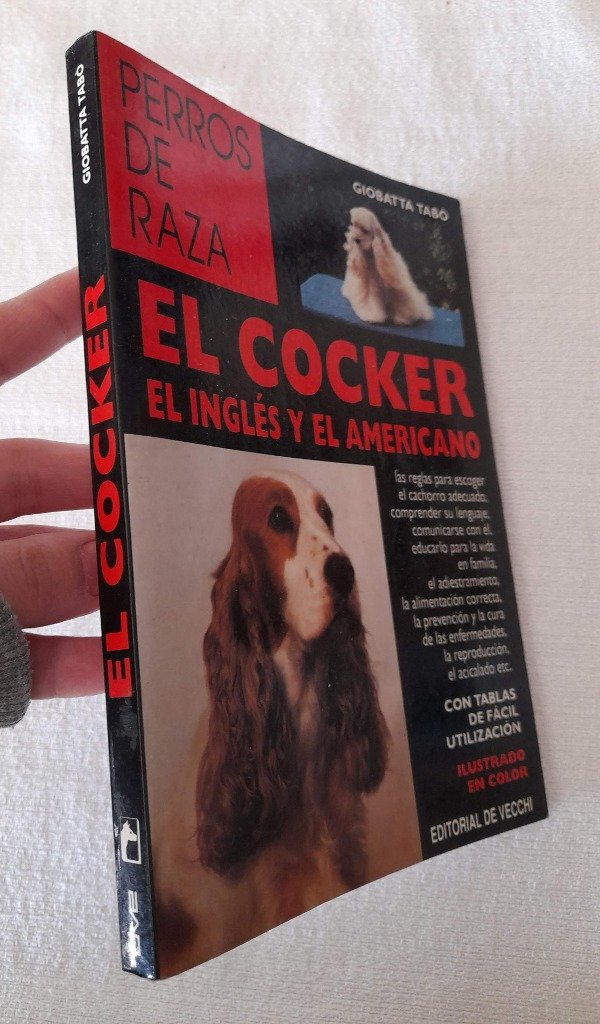 GIOBATTA TABÒ
EL COCKER
DVE
PERROS
DE
RAZA
GIOBATTA TABÒ
EL COCKER
EL INGLÉS Y EL AMERICANO
las reglas para escoger
el cachorro adecuado,
comprender su lenguaje,
comunicarse con él,
educarlo para la vida
en familia,
el adiestramiento,
la alimentación correcta,
la prevención y la cura
de las enfermedades,
la reproducción,
el acicalado etc.
CON TABLAS
DE FÁCIL
UTILIZACIÓN
ILUSTRADO
EN COLOR
EDITORIAL DE VECCHI